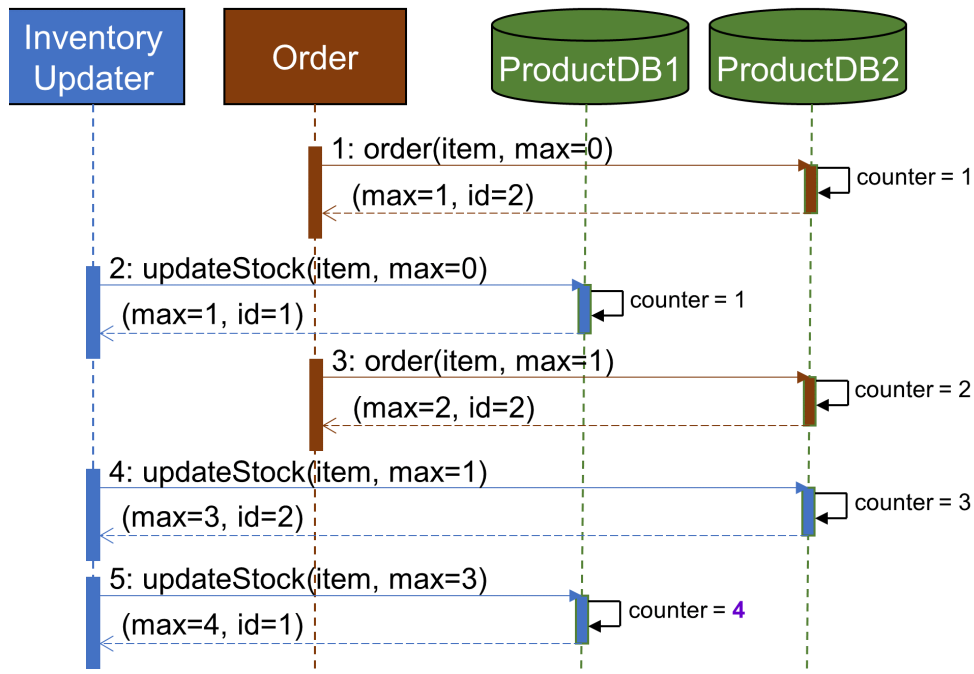 Inventory
Updater
Order
ProductDB1
ProductDB2
1: order(item, max=0)
counter = 1
(max=1, id=2)
2: updateStock(item, max=0)
counter = 1
(max=1, id=1)
3: order(item, max=1)
counter = 2
(max=2, id=2)
4: updateStock(item, max=1)
counter = 3
(max=3, id=2)
5: updateStock(item, max=3)
counter = 4
(max=4, id=1)